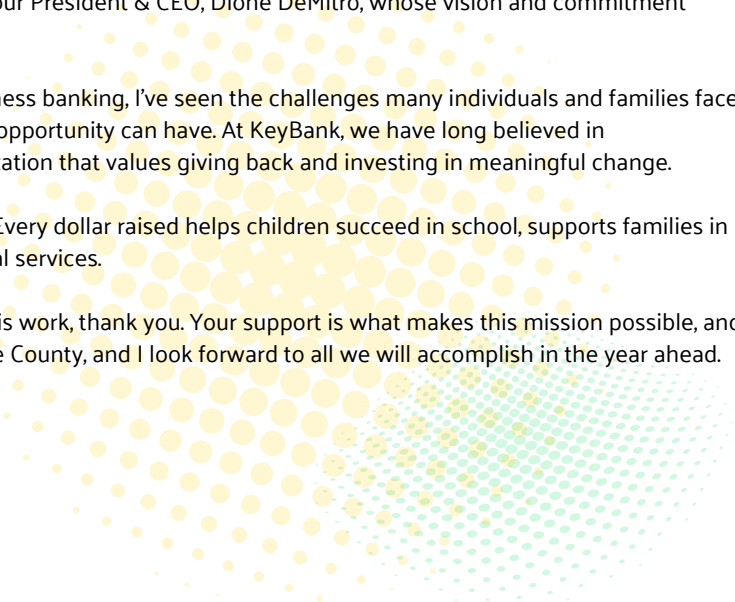 our President & CEO, Dione DeMitro, whose vision and commitment
ness banking, I've seen the challenges many individuals and families face
opportunity can have. At KeyBank, we have long believed in
ation that values giving back and investing in meaningful change.
Every dollar raised helps children succeed in school, supports families in
al services.
is work, thank you. Your support is what makes this mission possible, and
e County, and I look forward to all we will accomplish in the year ahead.